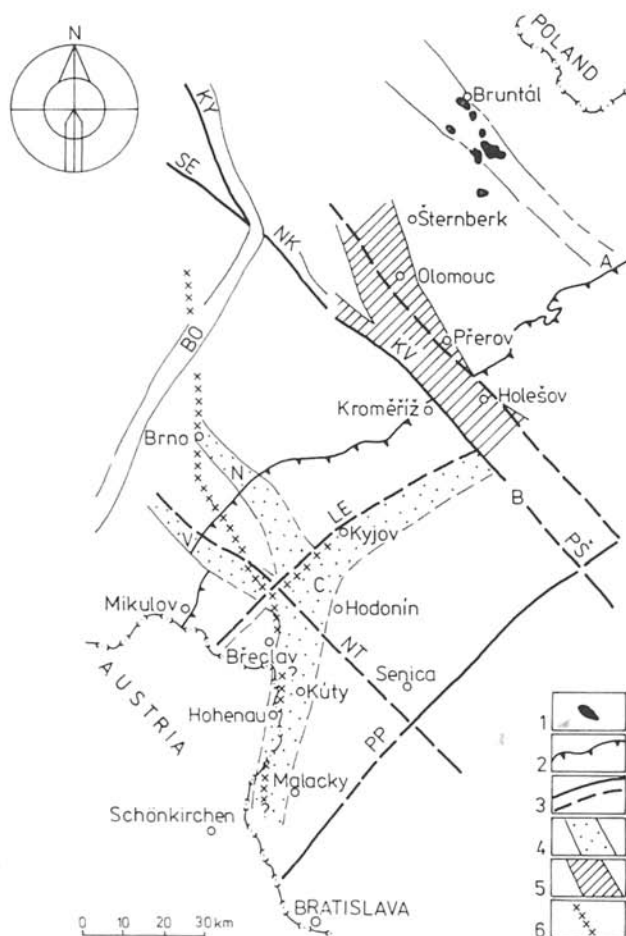 N
POLAND
Bruntál
KY
SE
Šternberk
NK
A
Olomouc
BO
Přerov
KV
Holešov
Kroměříž
Brno
N
B
LE
Kyjov
V
PŠ
C
Mikulov
Hodonín
NT
Břeclav
?
Senica
AUSTRIA
Kúty
Hohenau
PP
Malacky
?
Schönkirchen
BRATISLAVA
0 10 20 30 km
1
2
3
4
5
6